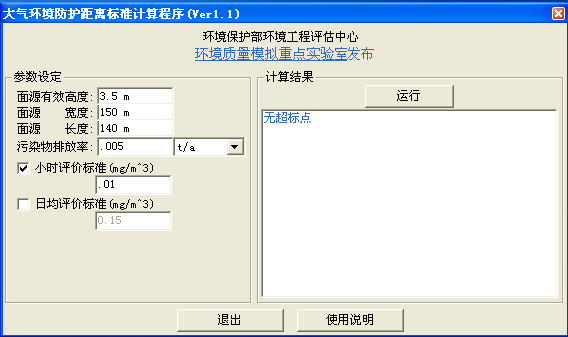 大气环境防护距离标准计算程序(Ver1.1)
环境保护部环境工程评估中心
环境质量模拟重点实验室发布
参数设定
面源有效高度: 3.5 m
面源 宽度: 150 m
面源 长度: 140 m
污染物排放率: .005 t/a
小时评价标准(mg/m^3)
.01
日均评价标准(mg/m^3)
0.15
计算结果
运行
无超标点
退出 使用说明